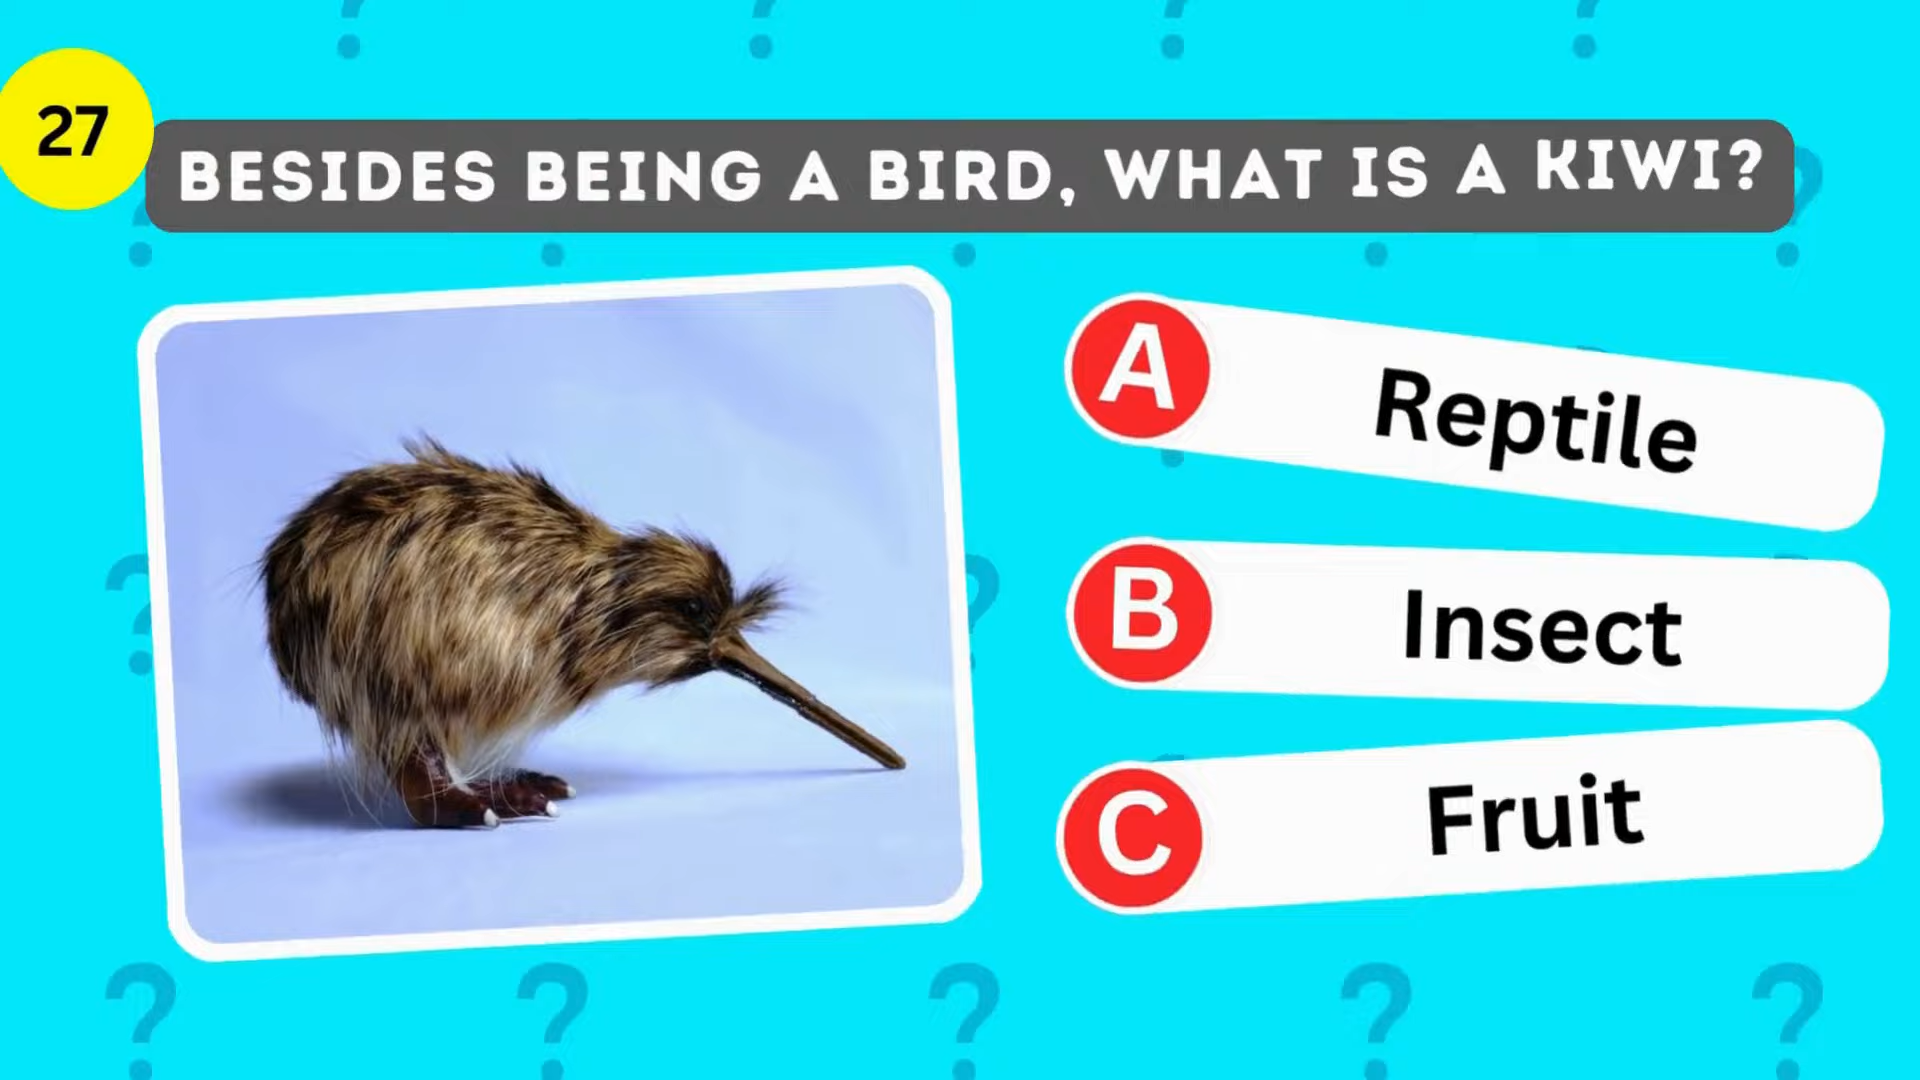 27
BESIDES BEING A BIRD, WHAT IS A KIWI?
A
Reptile
B
Insect
C
Fruit